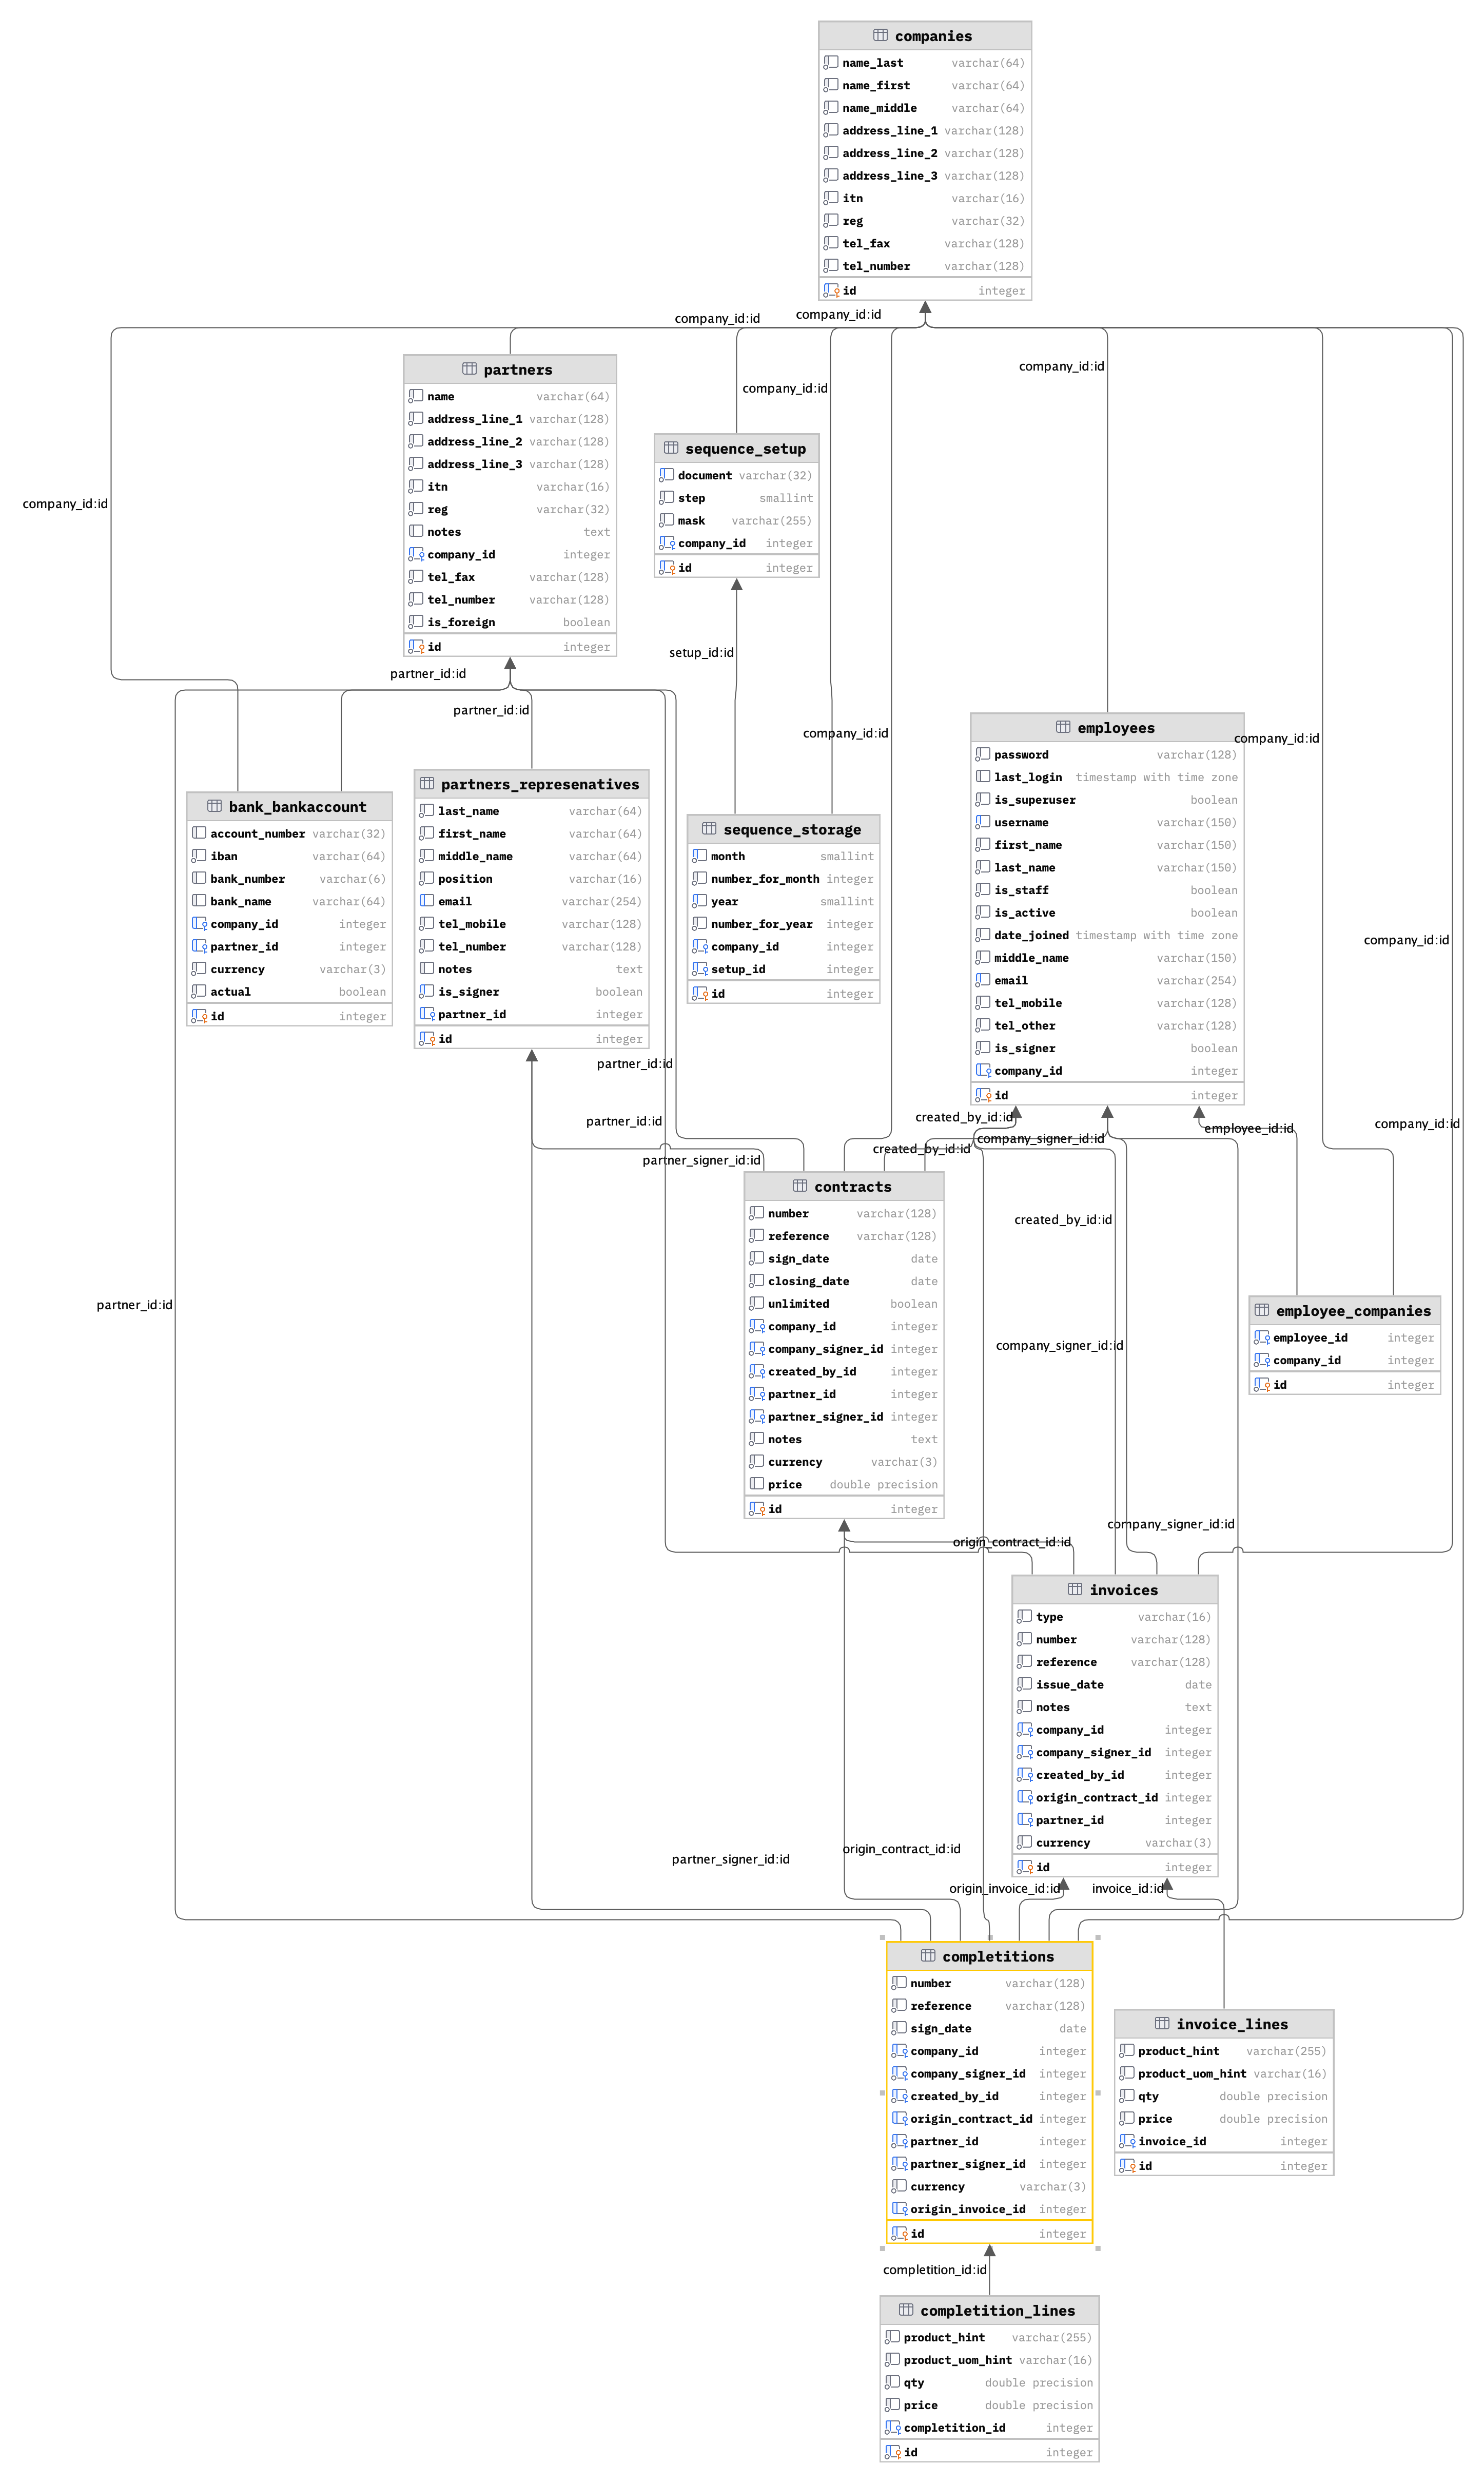 companies
name_last varchar(64)
name_first varchar(64)
name_middle varchar(64)
address_line_1 varchar(128)
address_line_2 varchar(128)
address_line_3 varchar(128)
itn varchar(16)
reg varchar(32)
tel_fax varchar(128)
tel_number varchar(128)
id integer
company_id:id
company_id:id
company_id:id
company_id:id
company_id:id
partners
name varchar(64)
address_line_1 varchar(128)
address_line_2 varchar(128)
address_line_3 varchar(128)
itn varchar(16)
reg varchar(32)
notes text
company_id integer
tel_fax varchar(128)
tel_number varchar(128)
is_foreign boolean
id integer
sequence_setup
document varchar(32)
step smallint
mask varchar(255)
company_id integer
id integer
setup_id:id
partner_id:id
partner_id:id
company_id:id
company_id:id
bank_bankaccount
account_number varchar(32)
iban varchar(64)
bank_number varchar(6)
bank_name varchar(64)
company_id integer
partner_id integer
currency varchar(3)
actual boolean
id integer
partners_represenatives
last_name varchar(64)
first_name varchar(64)
middle_name varchar(64)
position varchar(16)
email varchar(254)
tel_mobile varchar(128)
tel_number varchar(128)
notes text
is_signer boolean
partner_id integer
id integer
sequence_storage
month smallint
number_for_month integer
year smallint
number_for_year integer
company_id integer
setup_id integer
id integer
employees
password varchar(128)
last_login timestamp with time zone
is_superuser boolean
username varchar(150)
first_name varchar(150)
last_name varchar(150)
is_staff boolean
is_active boolean
date_joined timestamp with time zone
middle_name varchar(150)
email varchar(254)
tel_mobile varchar(128)
tel_other varchar(128)
is_signer boolean
company_id integer
id integer
company_id:id
partner_id:id
partner_id:id
created_by_id:id
company_signer_id:id
employee_id:id
company_id:id
created_by_id:id
partner_signer_id:id
contracts
number varchar(128)
reference varchar(128)
sign_date date
closing_date date
unlimited boolean
company_id integer
company_signer_id integer
created_by_id integer
partner_id integer
partner_signer_id integer
notes text
currency varchar(3)
price double precision
id integer
created_by_id:id
partner_id:id
company_signer_id:id
employee_companies
employee_id integer
company_id integer
id integer
company_signer_id:id
origin_contract_id:id
invoices
type varchar(16)
number varchar(128)
reference varchar(128)
issue_date date
notes text
company_id integer
company_signer_id integer
created_by_id integer
origin_contract_id integer
partner_id integer
currency varchar(3)
id integer
origin_contract_id:id
partner_signer_id:id
origin_invoice_id:id
invoice_id:id
completitions
number varchar(128)
reference varchar(128)
sign_date date
company_id integer
company_signer_id integer
created_by_id integer
origin_contract_id integer
partner_id integer
partner_signer_id integer
currency varchar(3)
origin_invoice_id integer
id integer
invoice_lines
product_hint varchar(255)
product_uom_hint varchar(16)
qty double precision
price double precision
invoice_id integer
id integer
completition_id:id
completition_lines
product_hint varchar(255)
product_uom_hint varchar(16)
qty double precision
price double precision
completition_id integer
id integer